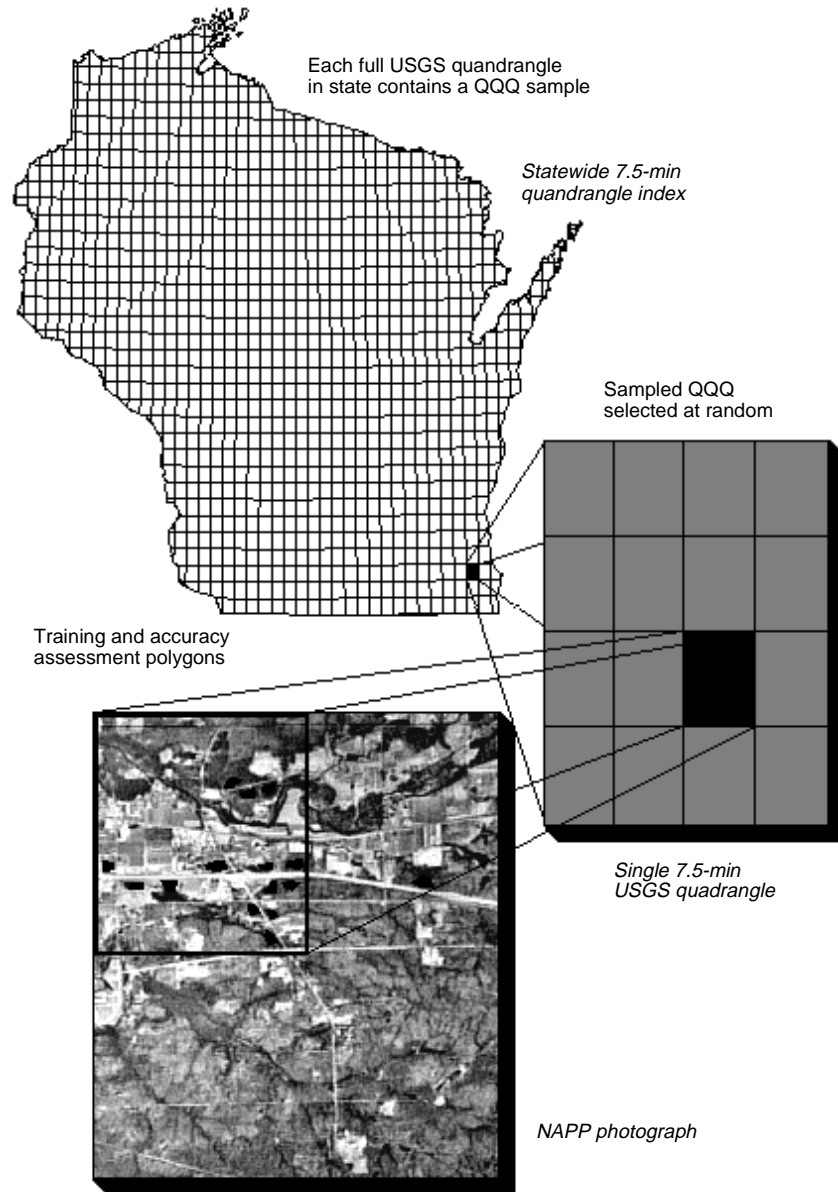 Each full USGS quandrangle
in state contains a QQQ sample
Statewide 7.5-min
quandrangle index
Sampled QQQ
selected at random
Training and accuracy
assessment polygons
Single 7.5-min
USGS quadrangle
NAPP photograph